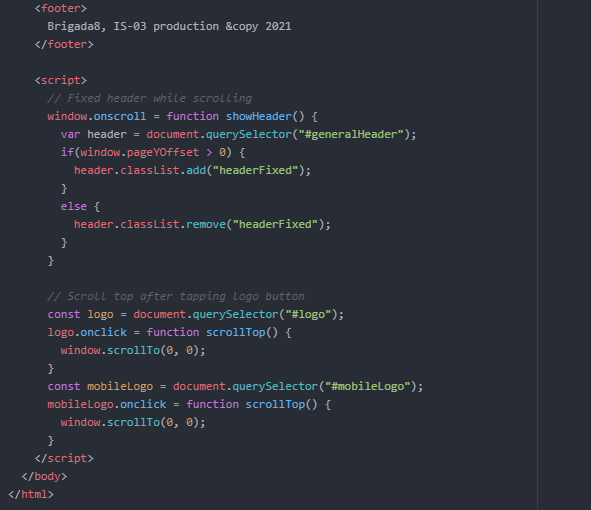 <footer>
Brigada8, IS-03 production &copy 2021
</footer>
<script>
// Fixed header while scrolling
window.onscroll = function showHeader() {
var header = document.querySelector("#generalHeader");
if(window.pageYOffset > 0) {
header.classList.add("headerFixed");
}
else {
header.classList.remove("headerFixed");
}
}
// Scroll top after tapping logo button
const logo = document.querySelector("#logo");
logo.onclick = function scrollTop() {
window.scrollTo(0, 0);
}
const mobileLogo = document.querySelector("#mobileLogo");
mobileLogo.onclick = function scrollTop() {
window.scrollTo(0, 0);
}
</script>
</body>
</html>